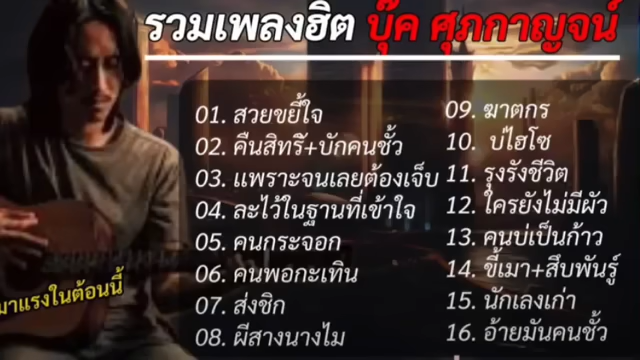 รวมเพลงฮิต บุ๊ค ศุภกาญจน์
01. สวยขยี้ใจ
02. คืนสิทธิ์+บักคนชั้ว
03. แพราะจนเลยต้องเจ็บ
04. ละไว้ในฐานที่เข้าใจ
05. คนกระจอก
06. คนพอกะเทิน
07. ส่งซิก
08. ผีสางนางไม
09. ฆาตกร
10. บ่ไฮโซ
11. รุงรังชีวิต
12. ใครยังไม่มีผัว
13. คนบ่เป็นก้าว
14. ขี้เมา+สืบพันธุ์
15. นักเลงเก่า
16. อ้ายมันคนชั้ว
มาแรงในต้อนนี้